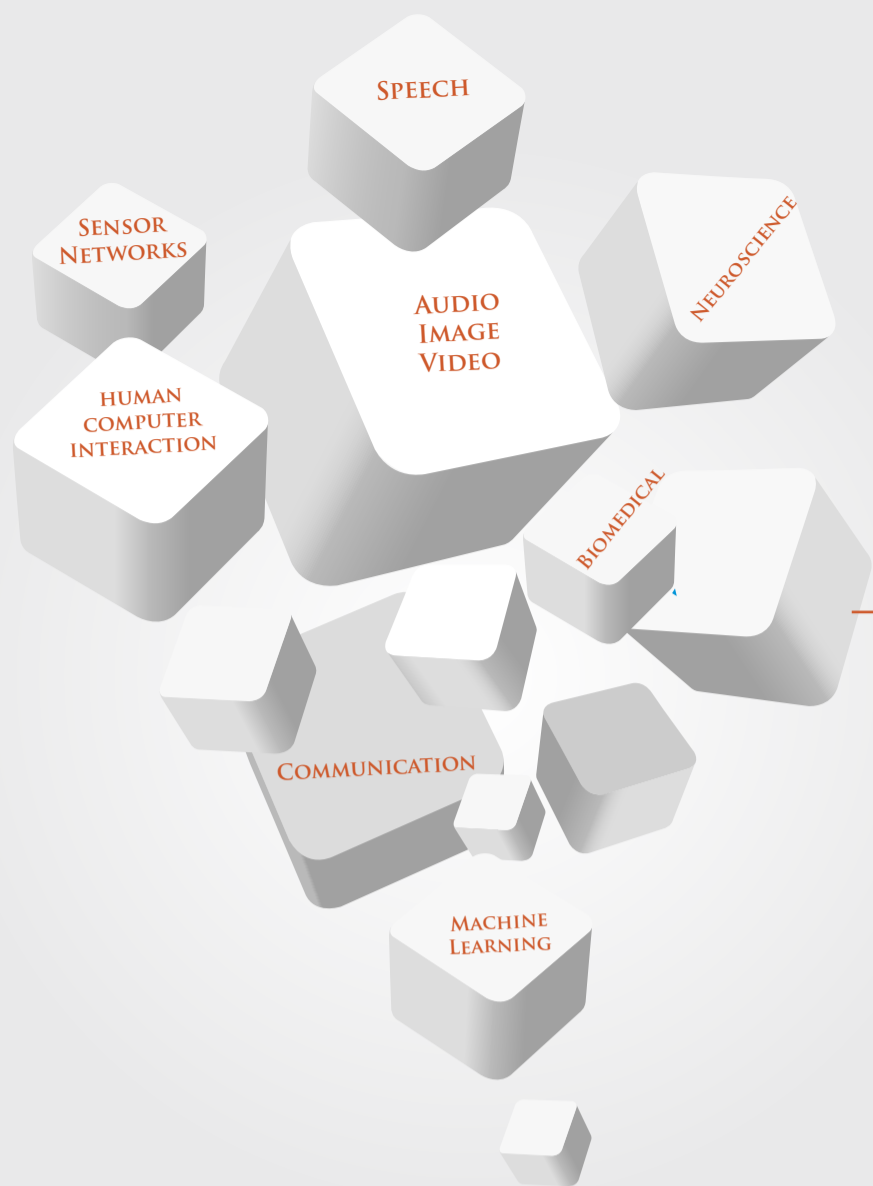 SPEECH
SENSOR
NETWORKS
NEUROSCIENCE
AUDIO
IMAGE
VIDEO
HUMAN
COMPUTER
INTERACTION
BIOMEDICAL
COMMUNICATION
MACHINE
LEARNING